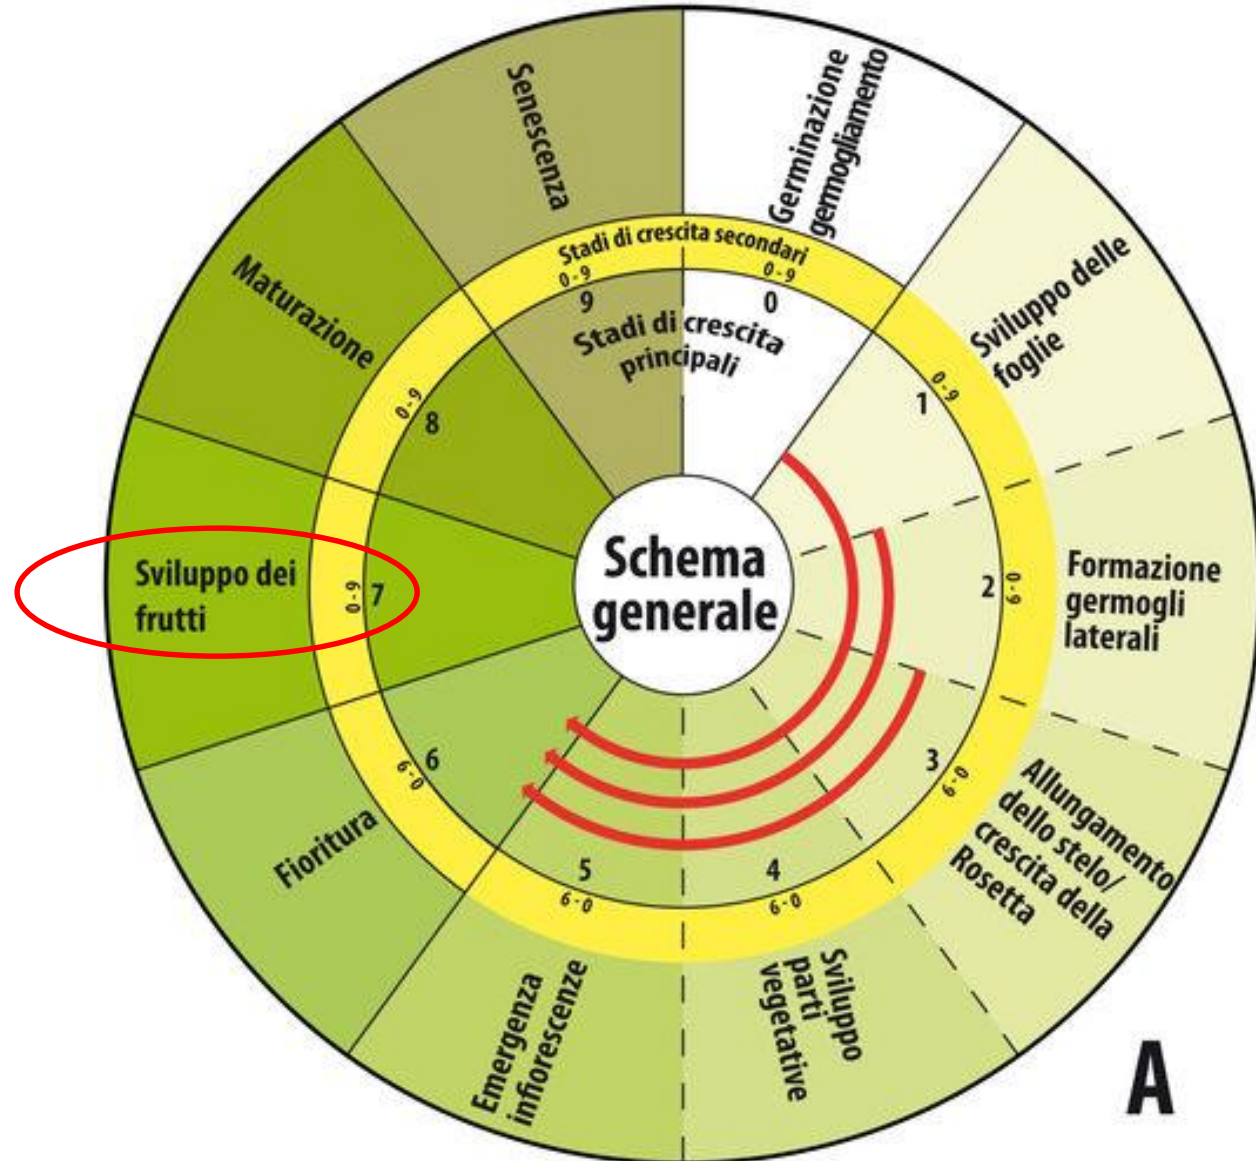 Senescenza
Germinazione
germogliamento
Sviluppo delle
foglie
Formazione
germogli
laterali
Allungamento
dello stelo/
crescita della
Rosetta
Sviluppo
parti
vegetative
Emergenza
infiorescenze
Fioritura
Sviluppo dei
frutti
Maturazione
Stadi di crescita secondari
0-9
0-9
0-9
0-9
0-9
0-9
0-9
0-9
0-9
0-9
9
0
1
2
3
4
5
6
7
8
Stadi di crescita
principali
Schema
generale
A